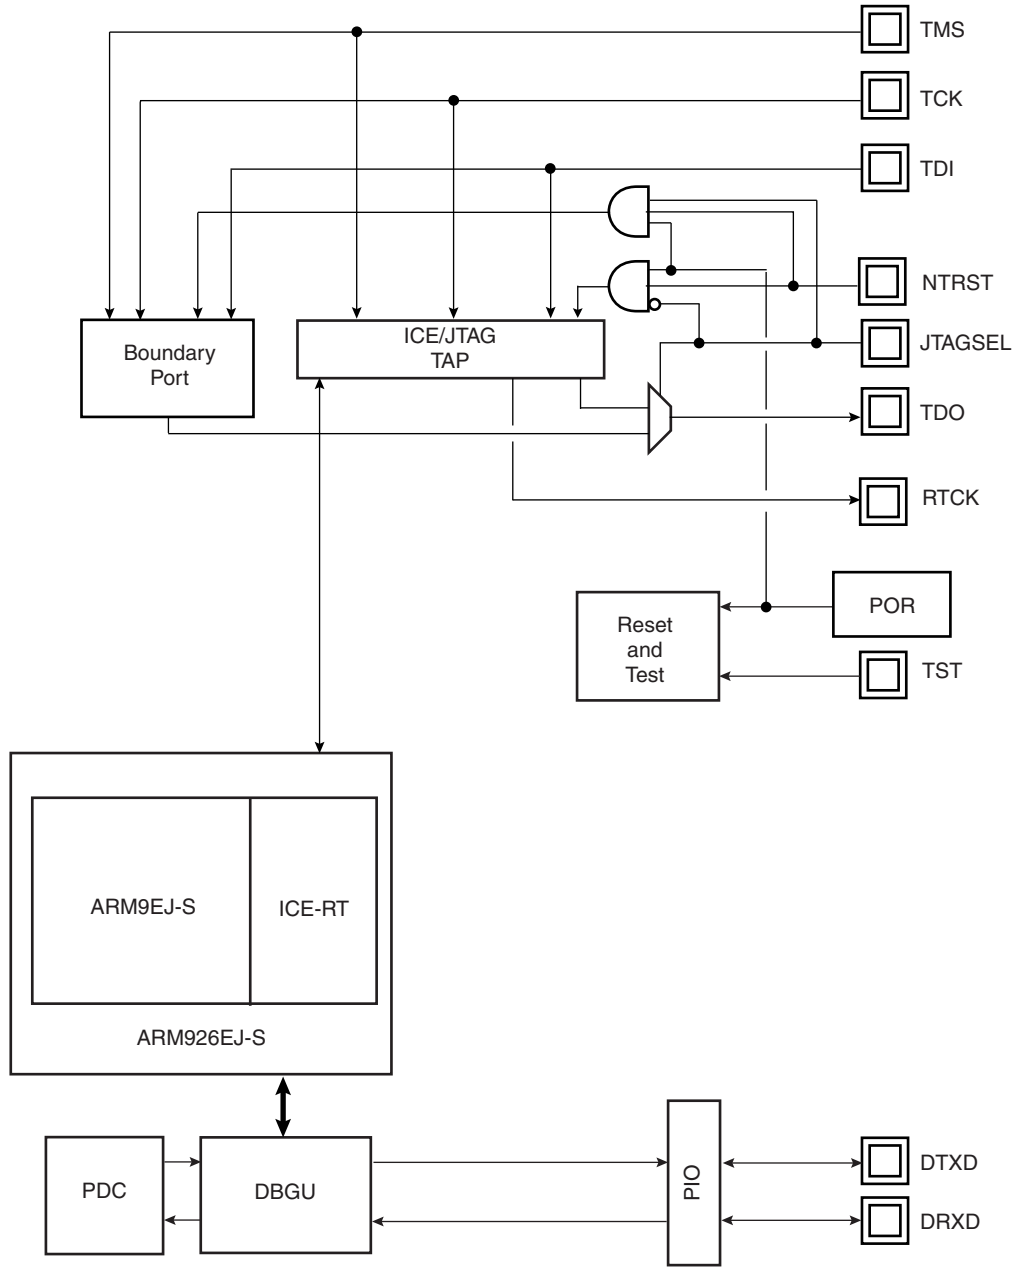 TMS
TCK
TDI
NTRST
JTAGSEL
TDO
RTCK
Boundary
Port
ICE/JTAG
TAP
POR
Reset
and
Test
TST
ARM9EJ-S
ICE-RT
ARM926EJ-S
PDC
DBGU
PIO
DTXD
DRXD